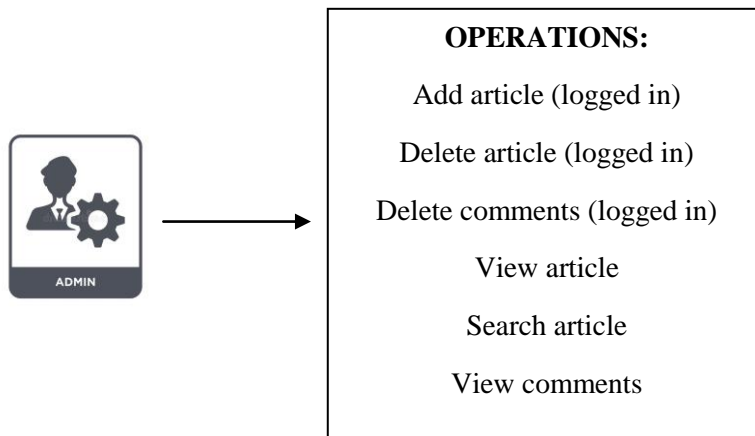 OPERATIONS:
Add article (logged in)
Delete article (logged in)
Delete comments (logged in)
View article
Search article
View comments
ADMIN